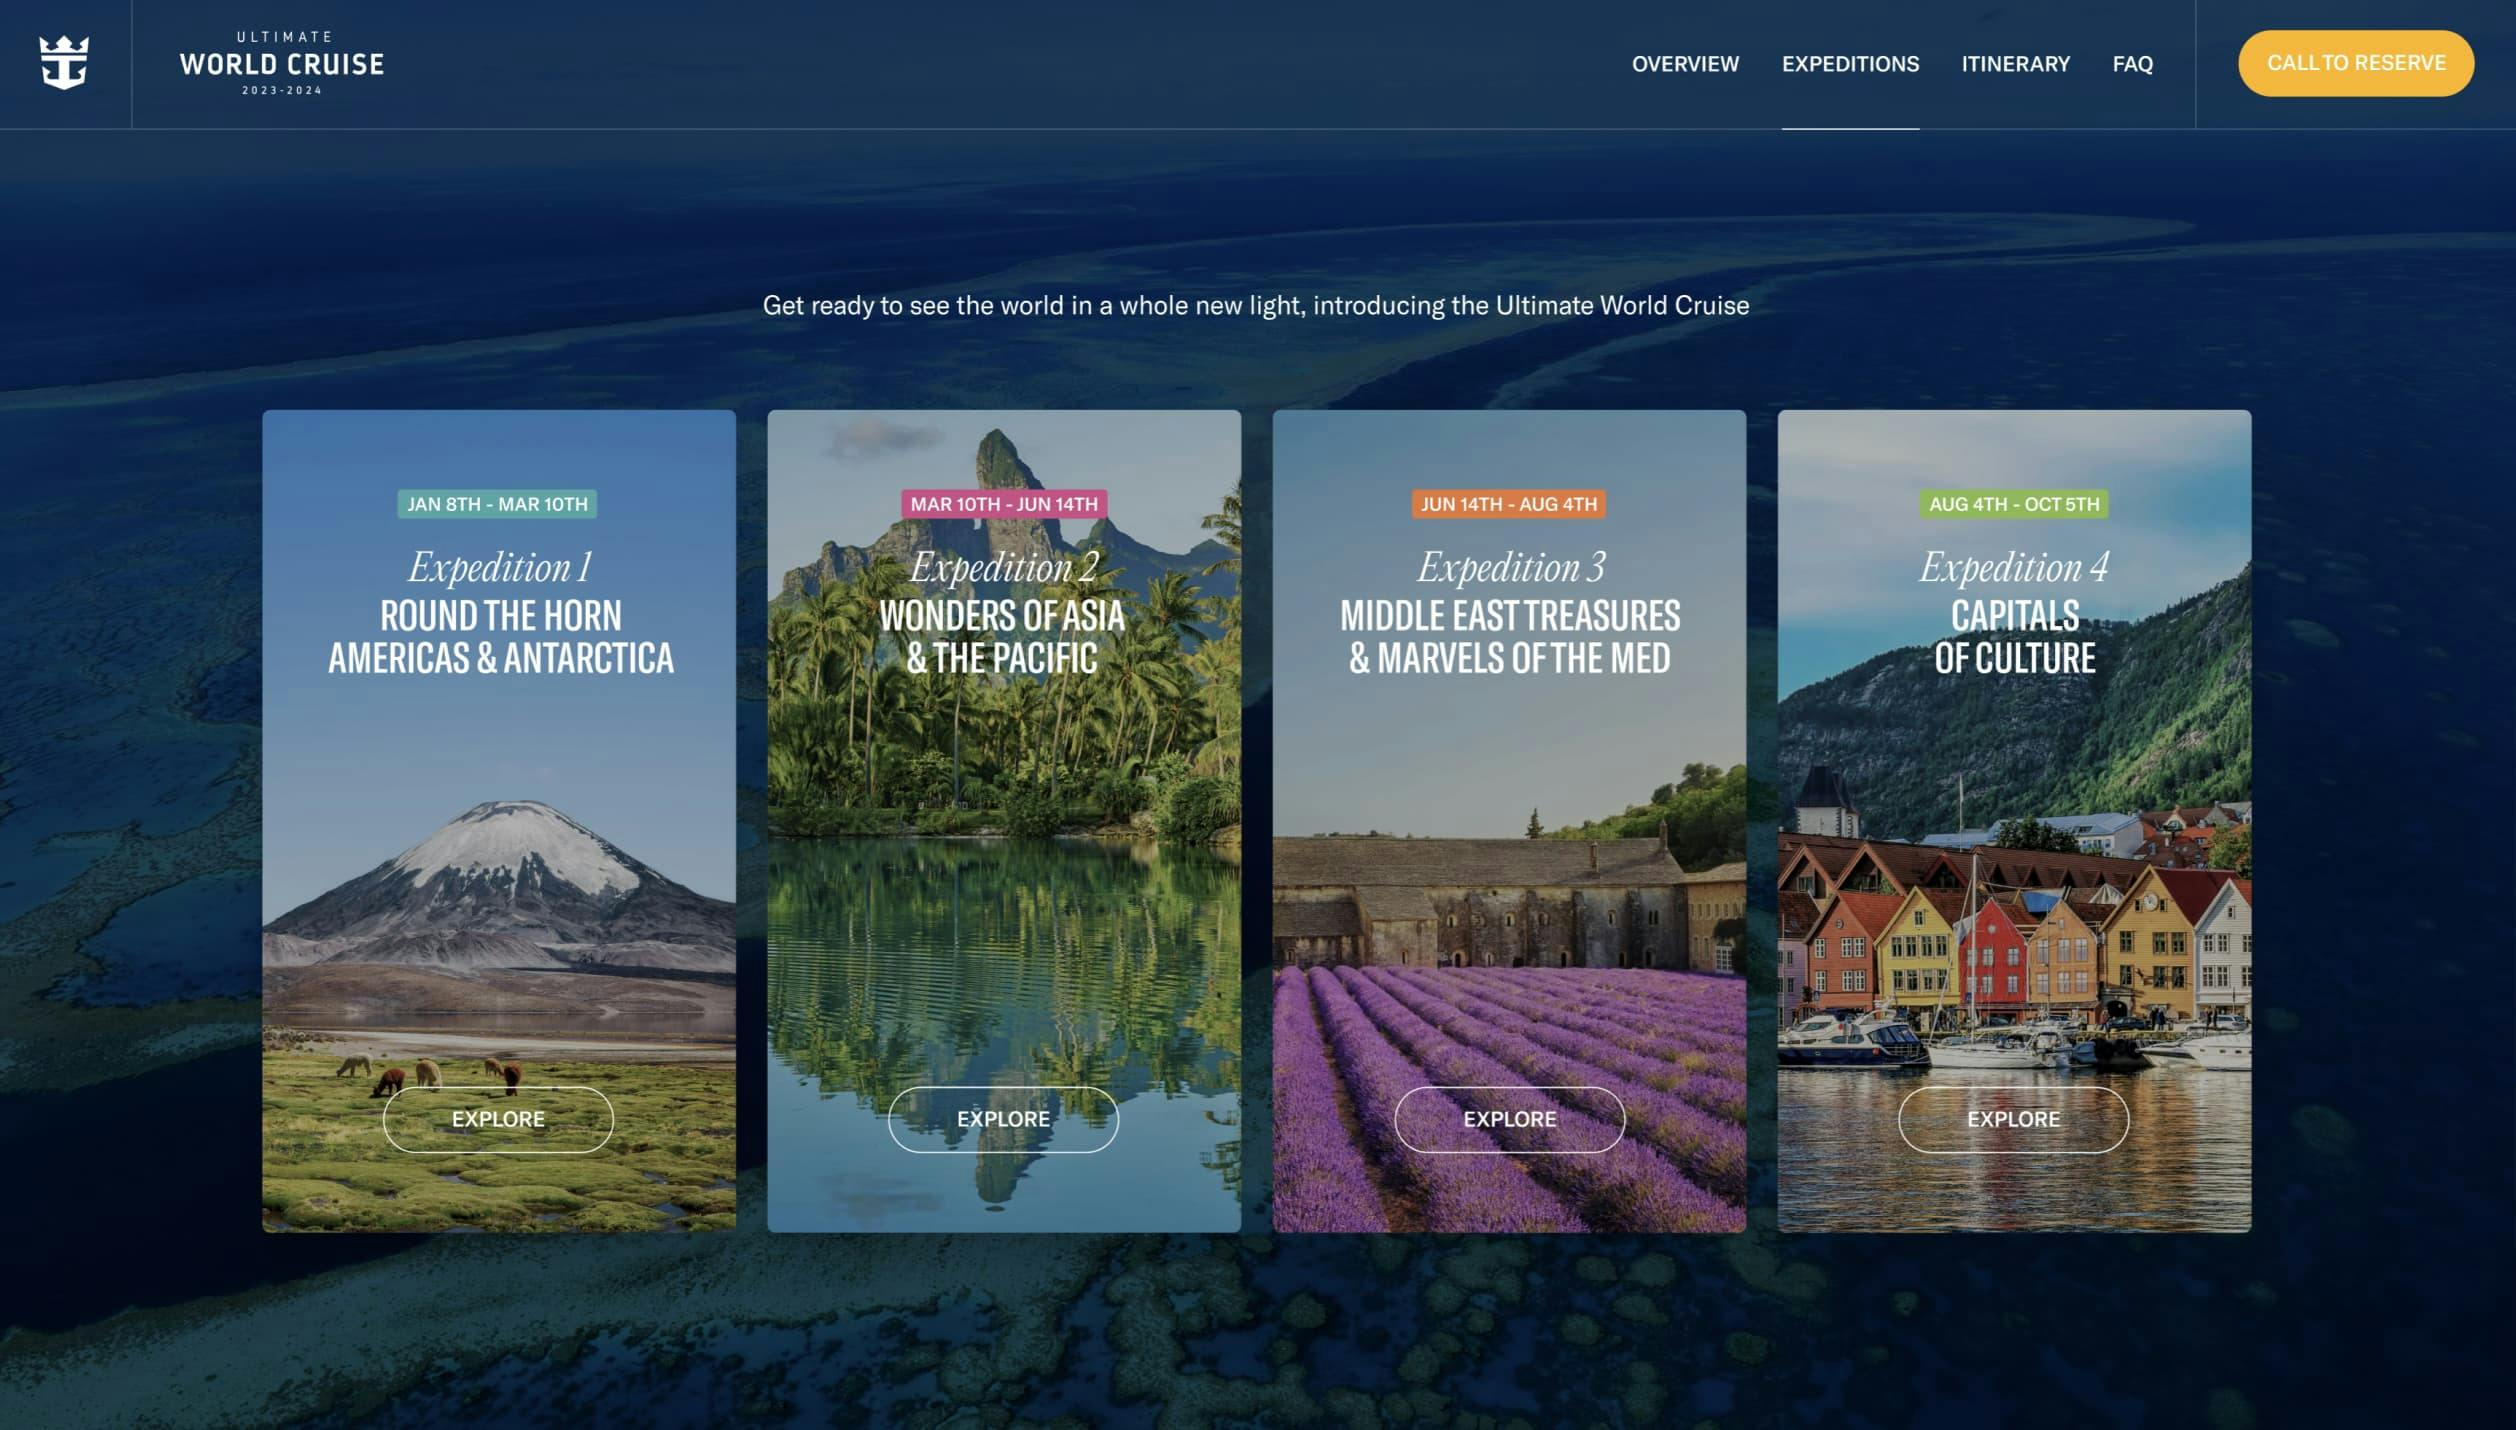 ULTIMATE
WORLD CRUISE
2023-2024
OVERVIEW
EXPEDITIONS
ITINERARY
FAQ
CALL TO RESERVE
Get ready to see the world in a whole new light, introducing the Ultimate World Cruise
JAN 8TH - MAR 10TH
Expedition 1
ROUND THE HORN
AMERICAS & ANTARCTICA
EXPLORE
MAR 10TH - JUN 14TH
Expedition 2
WONDERS OF ASIA
& THE PACIFIC
EXPLORE
JUN 14TH - AUG 4TH
Expedition 3
MIDDLE EAST TREASURES
& MARVELS OF THE MED
EXPLORE
AUG 4TH - OCT 5TH
Expedition 4
CAPITALS
OF CULTURE
EXPLORE